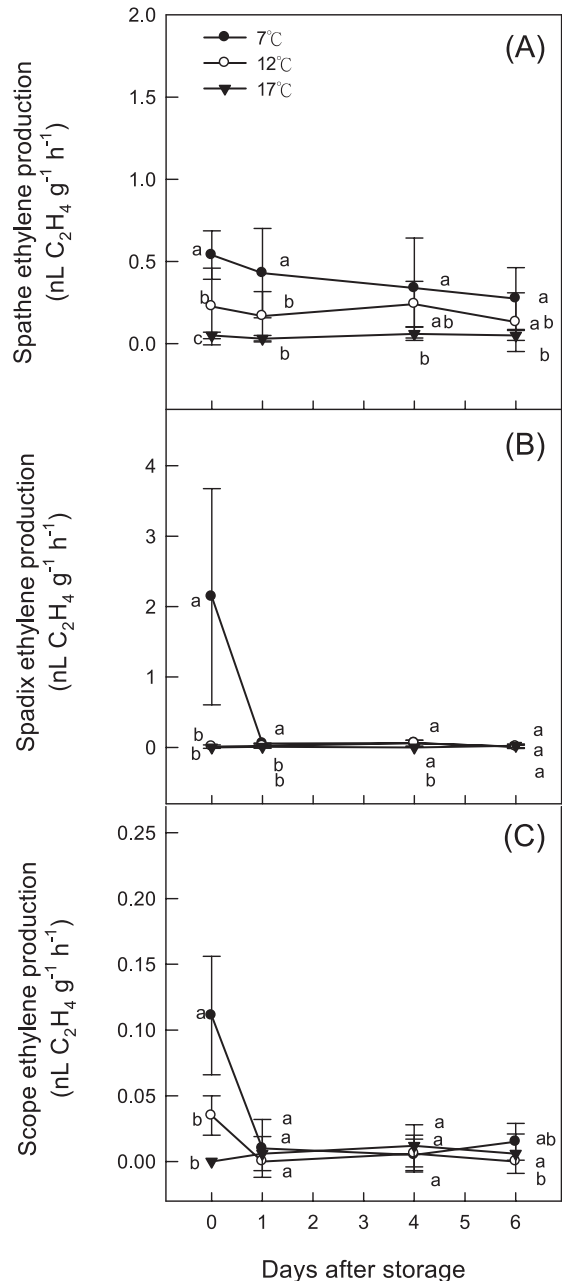 (A)
7℃
12℃
17℃
2.0
1.5
1.0
0.5
0.0
Spathe ethylene production
(nL C₂H₄ g⁻¹ h⁻¹)
a
a
a
a
b
b
ab
ab
c
b
b
b
(B)
4
3
2
1
0
Spadix ethylene production
(nL C₂H₄ g⁻¹ h⁻¹)
a
b
b
a
b
b
a
a
b
a
a
a
(C)
0.25
0.20
0.15
0.10
0.05
0.00
Scope ethylene production
(nL C₂H₄ g⁻¹ h⁻¹)
a
b
b
a
a
a
a
a
a
ab
a
b
0 1 2 3 4 5 6
Days after storage